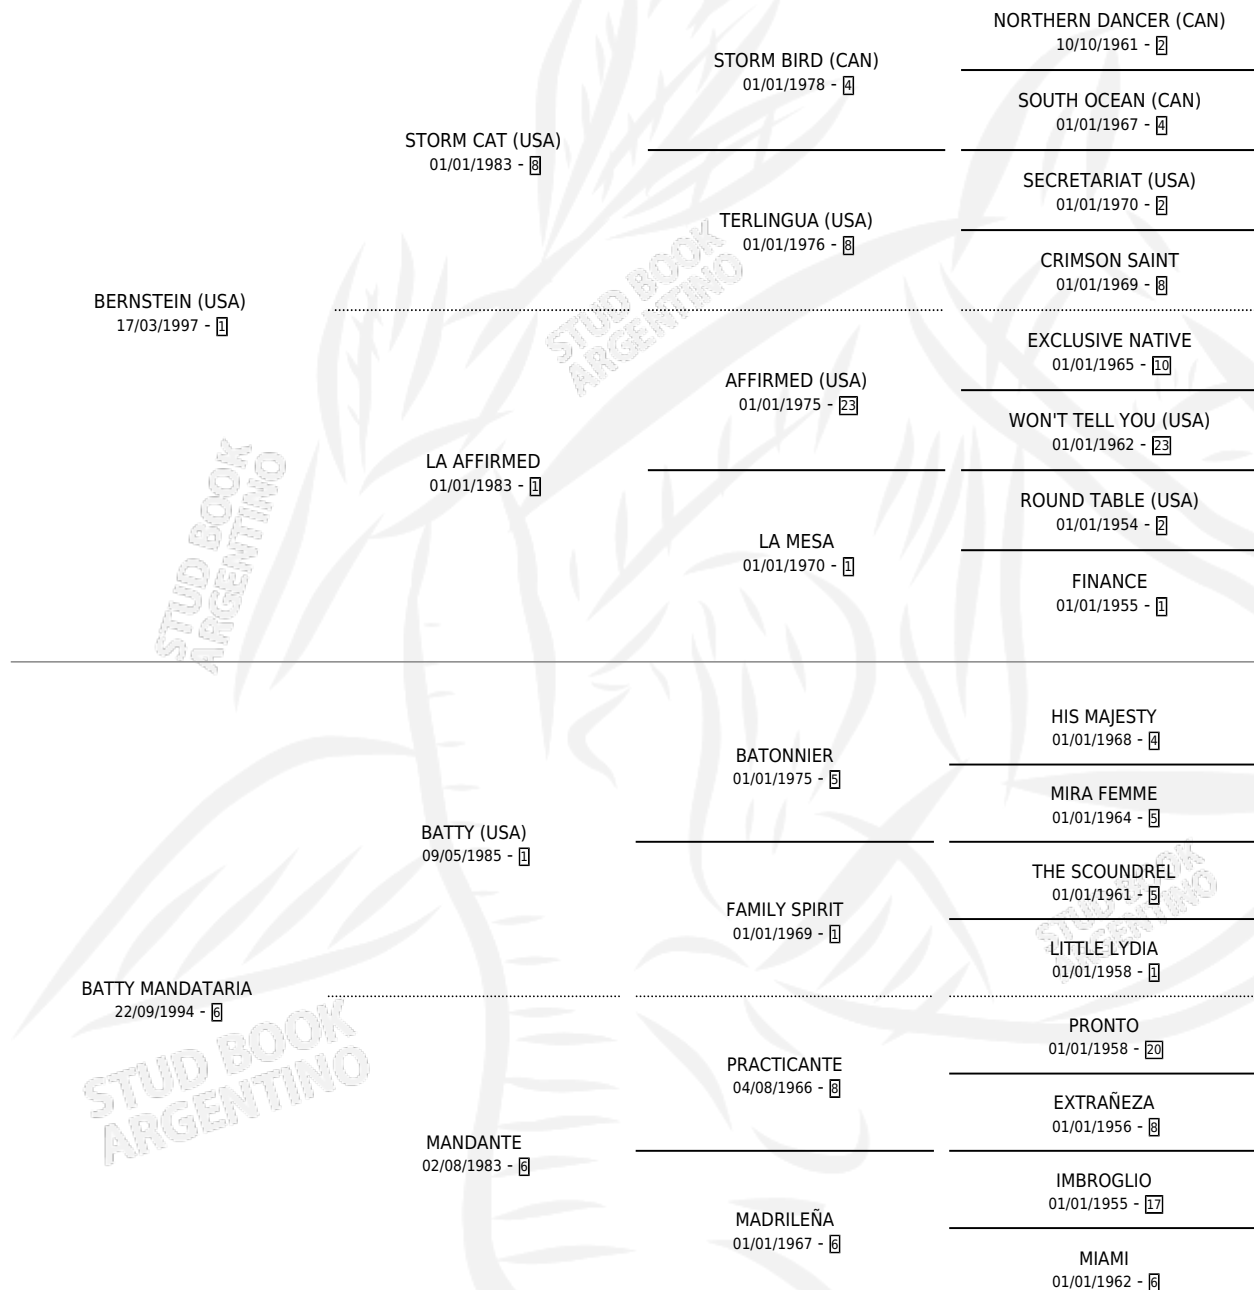 NORTHERN DANCER (CAN)
10/10/1961 - 2
STORM BIRD (CAN)
01/01/1978 - 4
SOUTH OCEAN (CAN)
01/01/1967 - 4
STORM CAT (USA)
01/01/1983 - 8
SECRETARIAT (USA)
01/01/1970 - 2
TERLINGUA (USA)
01/01/1976 - 8
CRIMSON SAINT
01/01/1969 - 8
BERNSTEIN (USA)
17/03/1997 - 1
EXCLUSIVE NATIVE
01/01/1965 - 10
AFFIRMED (USA)
01/01/1975 - 23
WON'T TELL YOU (USA)
01/01/1962 - 23
LA AFFIRMED
01/01/1983 - 1
ROUND TABLE (USA)
01/01/1954 - 2
LA MESA
01/01/1970 - 1
FINANCE
01/01/1955 - 1
HIS MAJESTY
01/01/1968 - 4
BATONNIER
01/01/1975 - 5
MIRA FEMME
01/01/1964 - 5
BATTY (USA)
09/05/1985 - 1
THE SCOUNDREL
01/01/1961 - 5
FAMILY SPIRIT
01/01/1969 - 1
LITTLE LYDIA
01/01/1958 - 1
BATTY MANDATARIA
22/09/1994 - 6
PRONTO
01/01/1958 - 20
PRACTICANTE
04/08/1966 - 8
EXTRAÑEZA
01/01/1956 - 8
MANDANTE
02/08/1983 - 6
IMBROGLIO
01/01/1955 - 17
MADRILEÑA
01/01/1967 - 6
MIAMI
01/01/1962 - 6
STUD BOOK
ARGENTINO
STUD BOOK
ARGENTINO
STUD BOOK
ARGENTINO
STUD BOOK
ARGENTINO